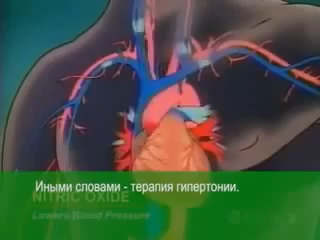 Иными словами - терапия гипертонии.
NITRIC OXIDE
Lowers Blood Pressure